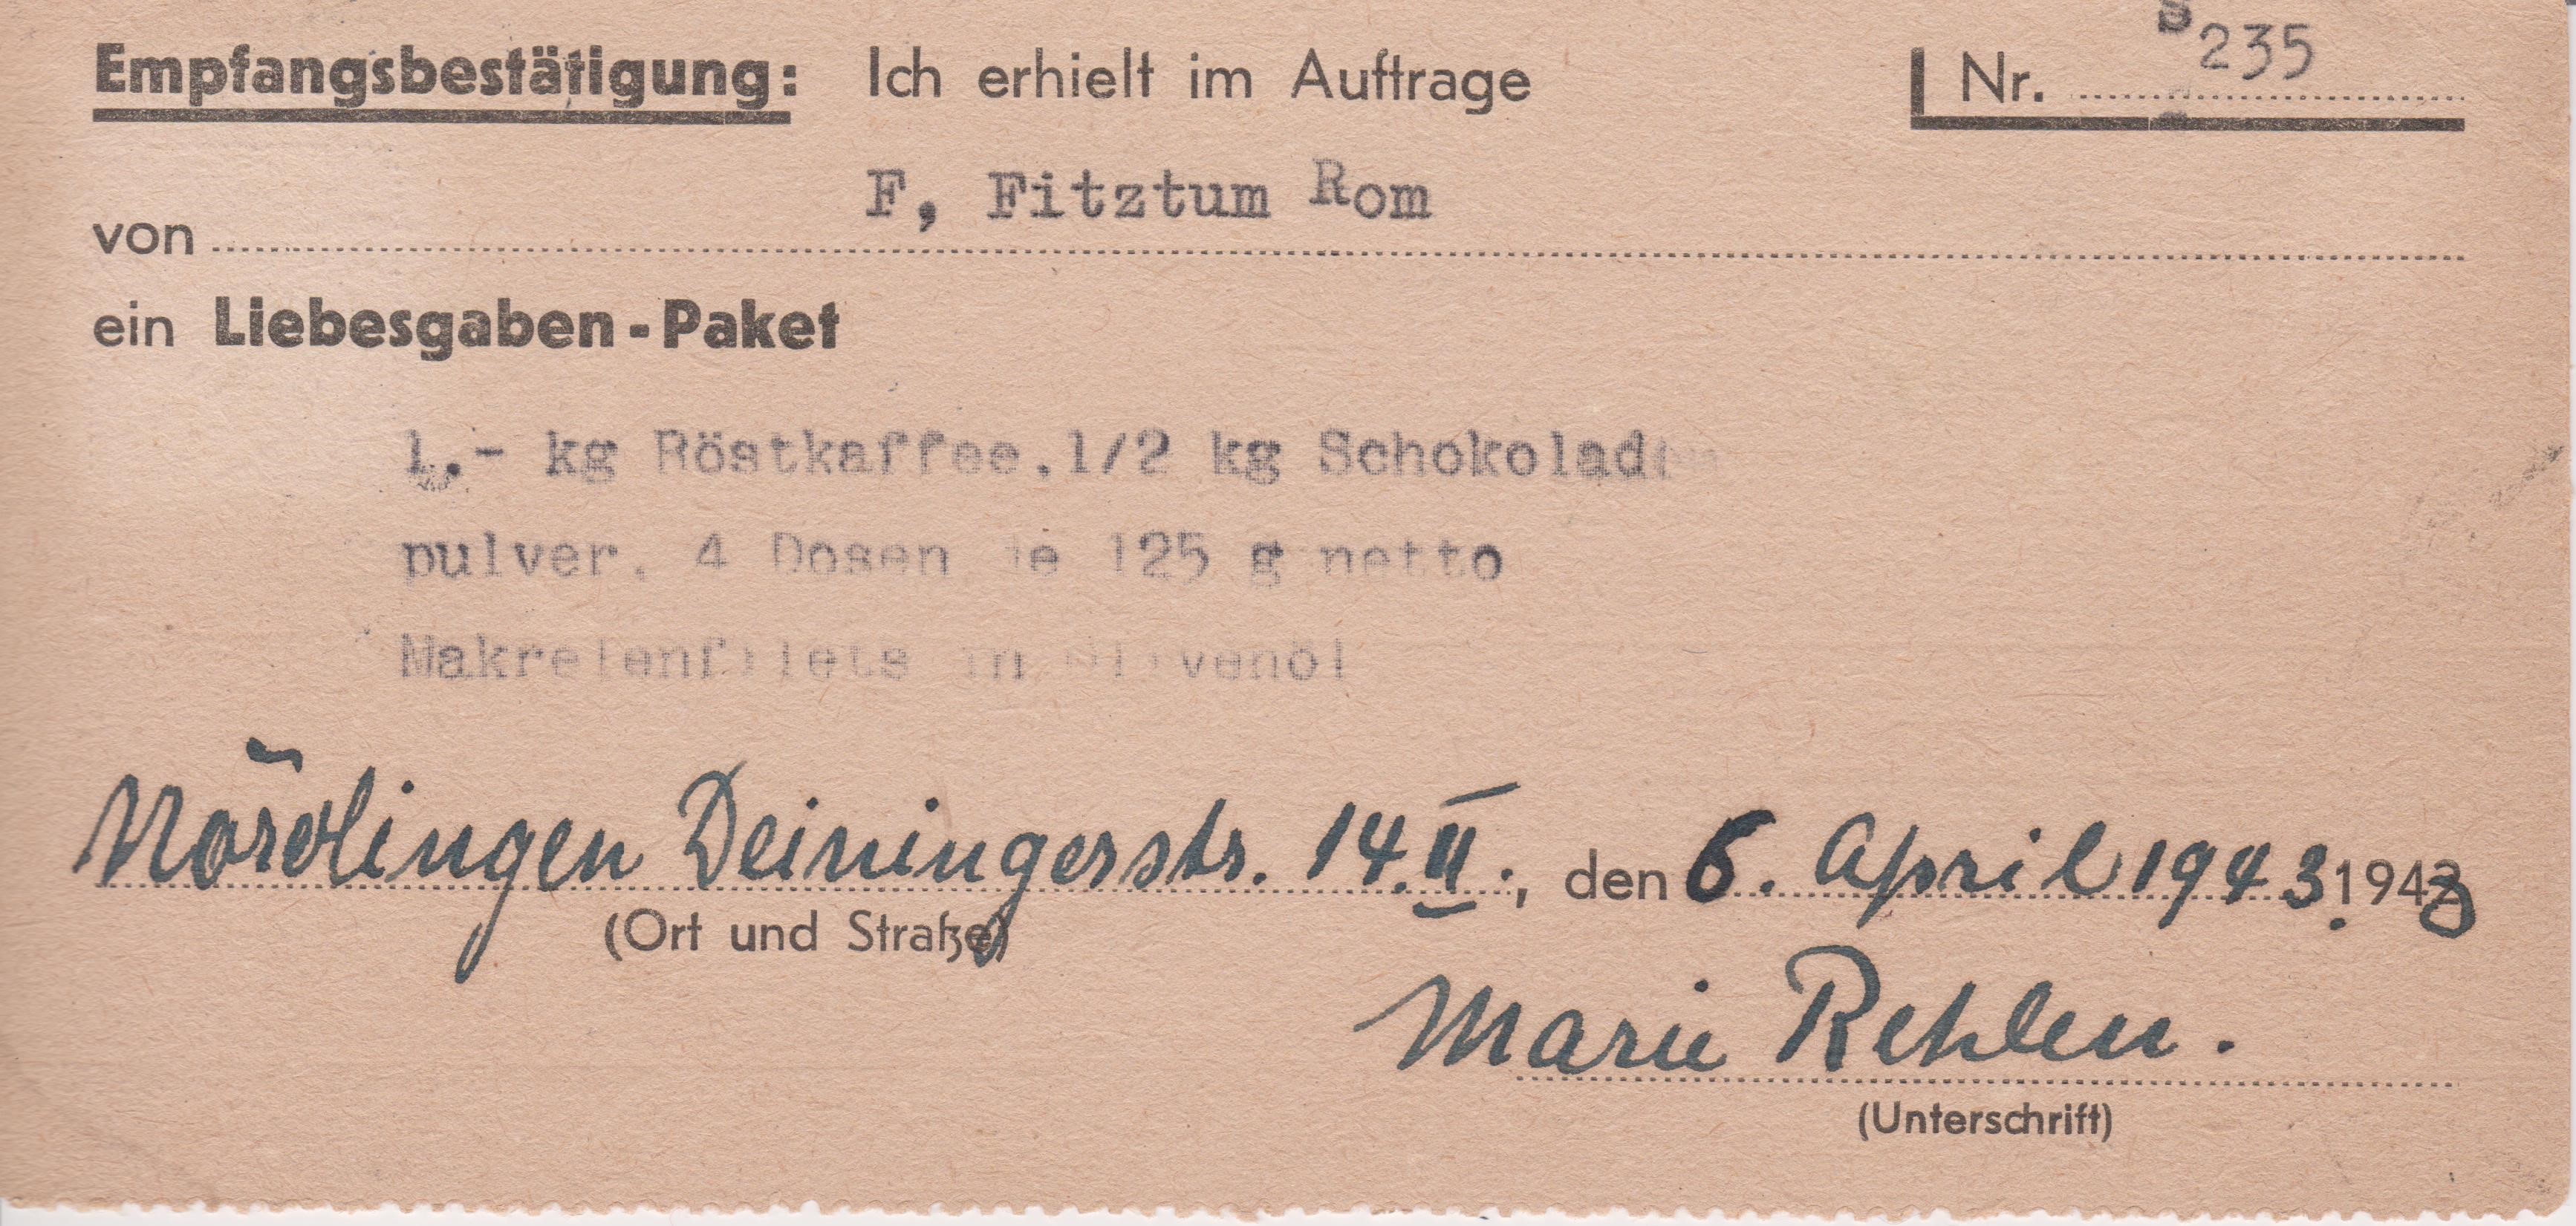 Empfangsbestätigung: Ich erhielt im Auftrage
Nr. S 235
von F, Fitztum Rom
ein Liebesgaben-Paket
1.- kg Röstkaffee.1/2 kg Schokoladen
pulver. 4 Dosen je 125 g netto
Makrelenfilets in Olivenöl
Nördlingen Deiningerstr. 14.II., den 6. April 1943. 1943
(Ort und Straße)
Marie Rehlen.
(Unterschrift)